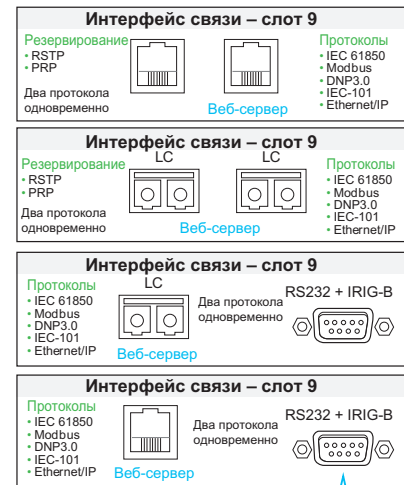 Интерфейс связи – слот 9
Резервирование
• RSTP
• PRP
Два протокола
одновременно
Веб-сервер
Протоколы
• IEC 61850
• Modbus
• DNP3.0
• IEC-101
• Ethernet/IP
Интерфейс связи – слот 9
Резервирование
• RSTP
• PRP
Два протокола
одновременно
LC
LC
Веб-сервер
Протоколы
• IEC 61850
• Modbus
• DNP3.0
• IEC-101
• Ethernet/IP
Интерфейс связи – слот 9
Протоколы
• IEC 61850
• Modbus
• DNP3.0
• IEC-101
• Ethernet/IP
LC
Веб-сервер
Два протокола
одновременно
RS232 + IRIG-B
Интерфейс связи – слот 9
Протоколы
• IEC 61850
• Modbus
• DNP3.0
• IEC-101
• Ethernet/IP
Веб-сервер
Два протокола
одновременно
RS232 + IRIG-B